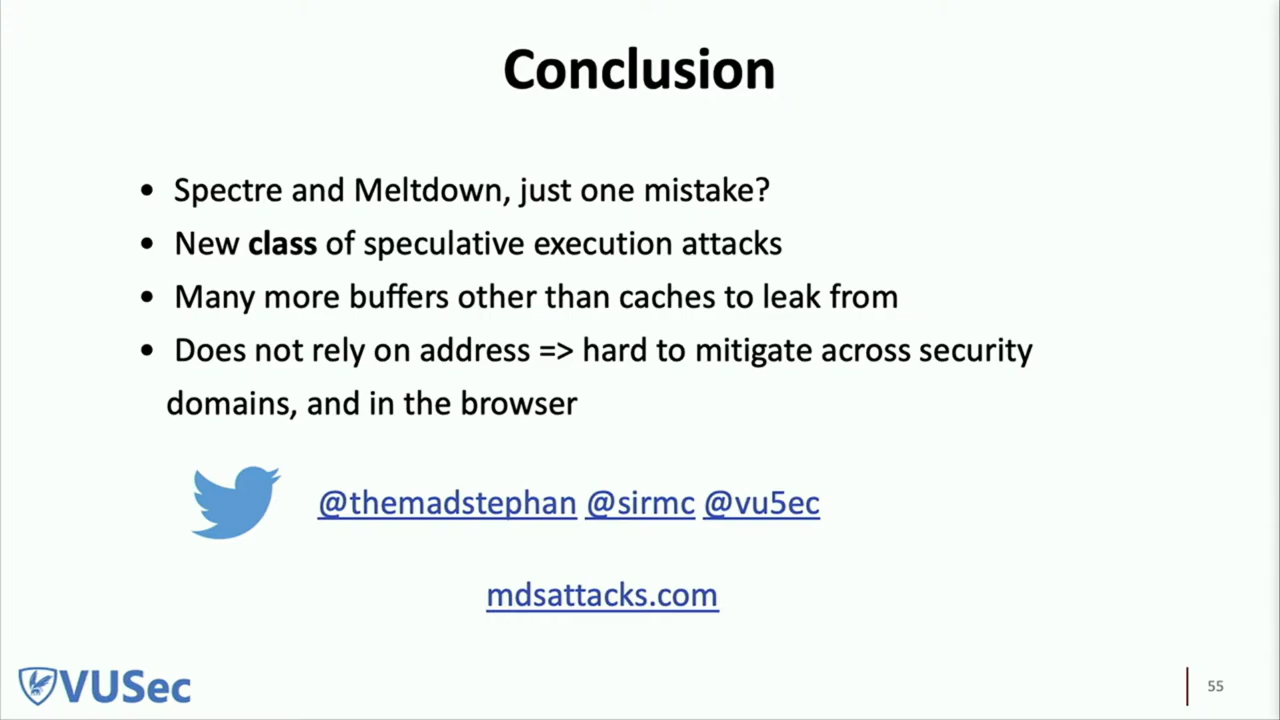 Conclusion
• Spectre and Meltdown, just one mistake?
• New class of speculative execution attacks
• Many more buffers other than caches to leak from
• Does not rely on address => hard to mitigate across security
domains, and in the browser
@themadstephan @sirmc @vu5ec
mdsattacks.com
VUSec
55